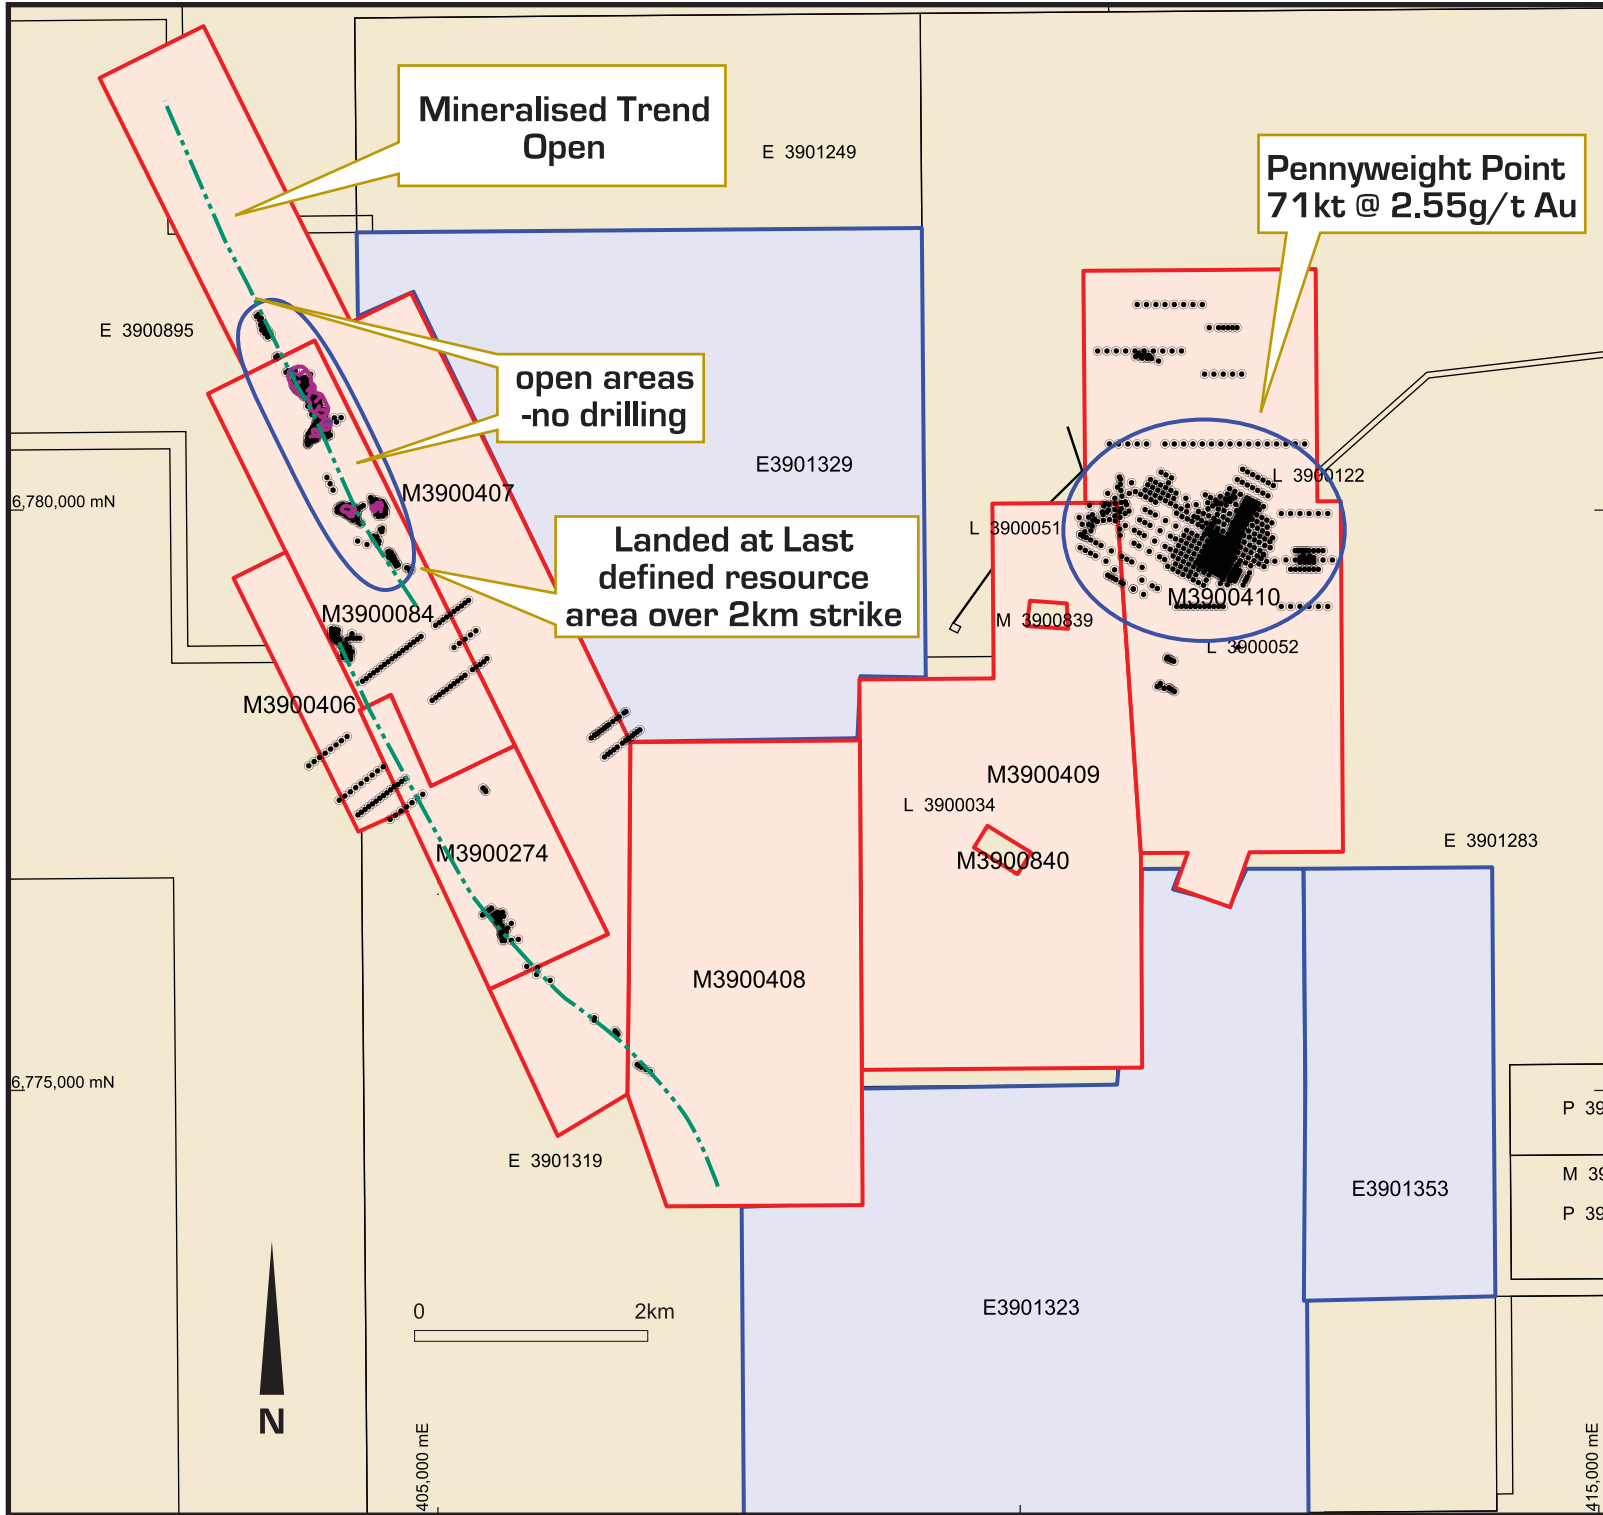 Mineralised Trend
Open
E 3901249
Pennyweight Point
71kt @ 2.55g/t Au
E 3900895
open areas
-no drilling
E3901329
L 3900122
M3900407
6,780,000 mN
L 3900051
Landed at Last
defined resource
area over 2km strike
M3900410
M3900084
M 3900839
L 3900052
M3900406
M3900409
L 3900034
E 3901283
M3900274
M3900840
M3900408
6,775,000 mN
P 39
E 3901319
M 39
E3901353
P 39
0 2km
E3901323
N
405,000 mE
415,000 mE